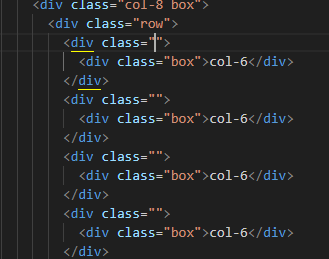 <div class="col-8 box">
<div class="row">
<div class="">
<div class="box">col-6</div>
</div>
<div class="">
<div class="box">col-6</div>
</div>
<div class="">
<div class="box">col-6</div>
</div>
<div class="">
<div class="box">col-6</div>
</div>